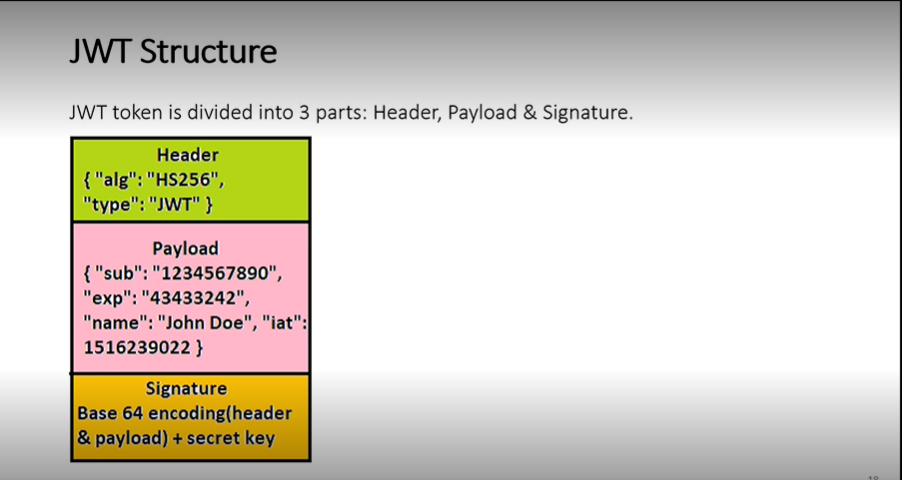 JWT Structure
JWT token is divided into 3 parts: Header, Payload & Signature.
Header
{ "alg": "HS256",
"type": "JWT" }
Payload
{ "sub": "1234567890",
"exp": "43433242",
"name": "John Doe", "iat":
1516239022 }
Signature
Base 64 encoding(header
& payload) + secret key